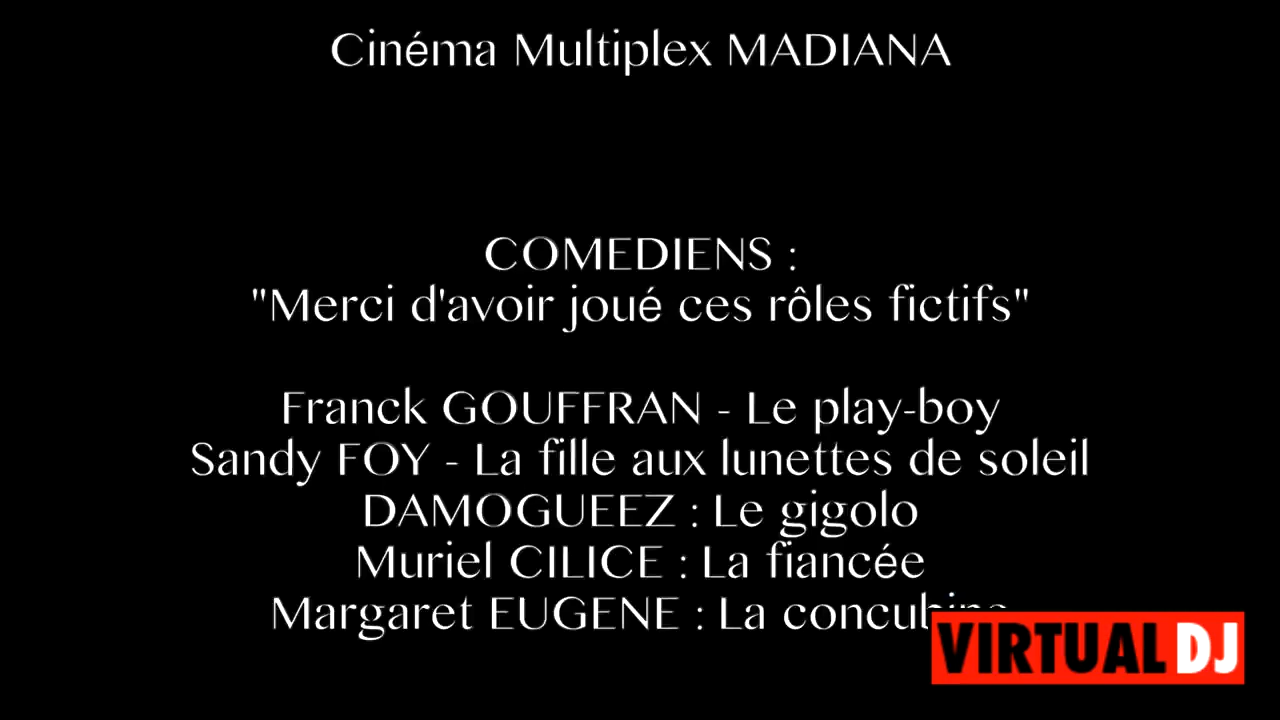 Cinéma Multiplex MADIANA
COMEDIENS :
"Merci d'avoir joué ces rôles fictifs"
Franck GOUFFRAN - Le play-boy
Sandy FOY - La fille aux lunettes de soleil
DAMOGUEEZ : Le gigolo
Muriel CILICE : La fiancée
Margaret EUGENE : La concubine
VIRTUAL DJ